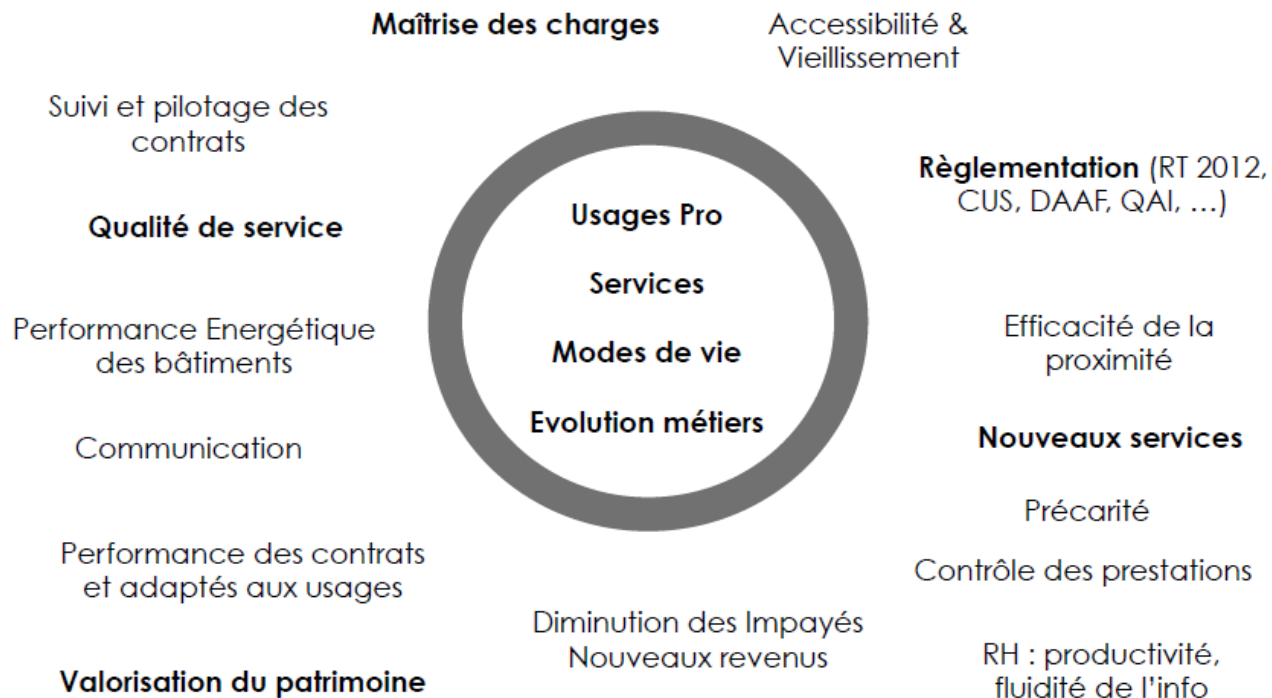 Maîtrise des charges
Accessibilité &
Vieillissement
Suivi et pilotage des
contrats
Règlementation (RT 2012,
CUS, DAAF, QAI, …)
Qualité de service
Usages Pro
Services
Modes de vie
Evolution métiers
Performance Energétique
des bâtiments
Efficacité de la
proximité
Communication
Nouveaux services
Précarité
Performance des contrats
et adaptés aux usages
Contrôle des prestations
Diminution des Impayés
Nouveaux revenus
Valorisation du patrimoine
RH : productivité,
fluidité de l'info